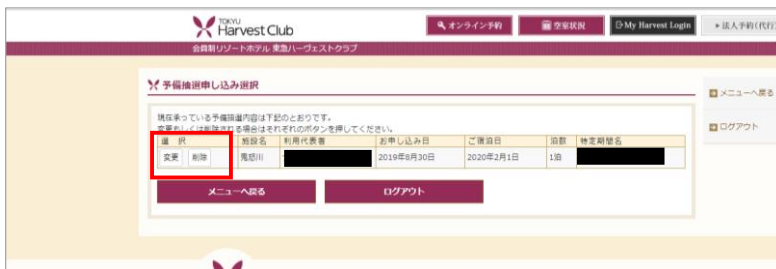 TOKYU
Harvest Club
オンライン予約
空室状況
My Harvest Login
法人予約(代行)
会員制リゾートホテル 東急ハーヴェストクラブ
予備抽選申し込み選択
現在承っている予備抽選内容は下記のとおりです。
変更もしくは削除される場合はそれぞれのボタンを押してください。
選 択 施設名 利用代表者 お申し込み日 ご宿泊日 泊数 特定期間名
変更 削除 鬼怒川 2019年8月30日 2020年2月1日 1泊
メニューへ戻る ログアウト
メニューへ戻る
ログアウト